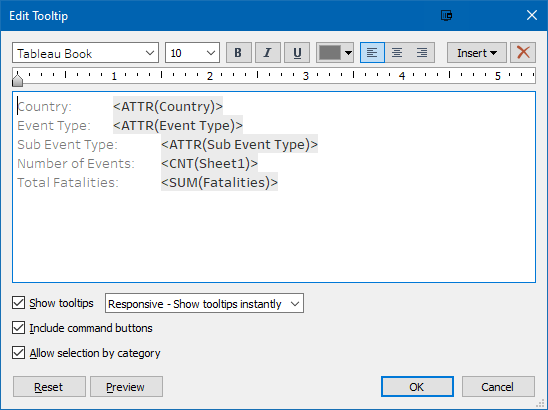 Edit Tooltip
Tableau Book 10 B I U Insert
1 2 3 4 5
Country: <ATTR(Country)>
Event Type: <ATTR(Event Type)>
Sub Event Type: <ATTR(Sub Event Type)>
Number of Events: <CNT(Sheet1)>
Total Fatalities: <SUM(Fatalities)>
Show tooltips Responsive - Show tooltips instantly
Include command buttons
Allow selection by category
Reset Preview OK Cancel